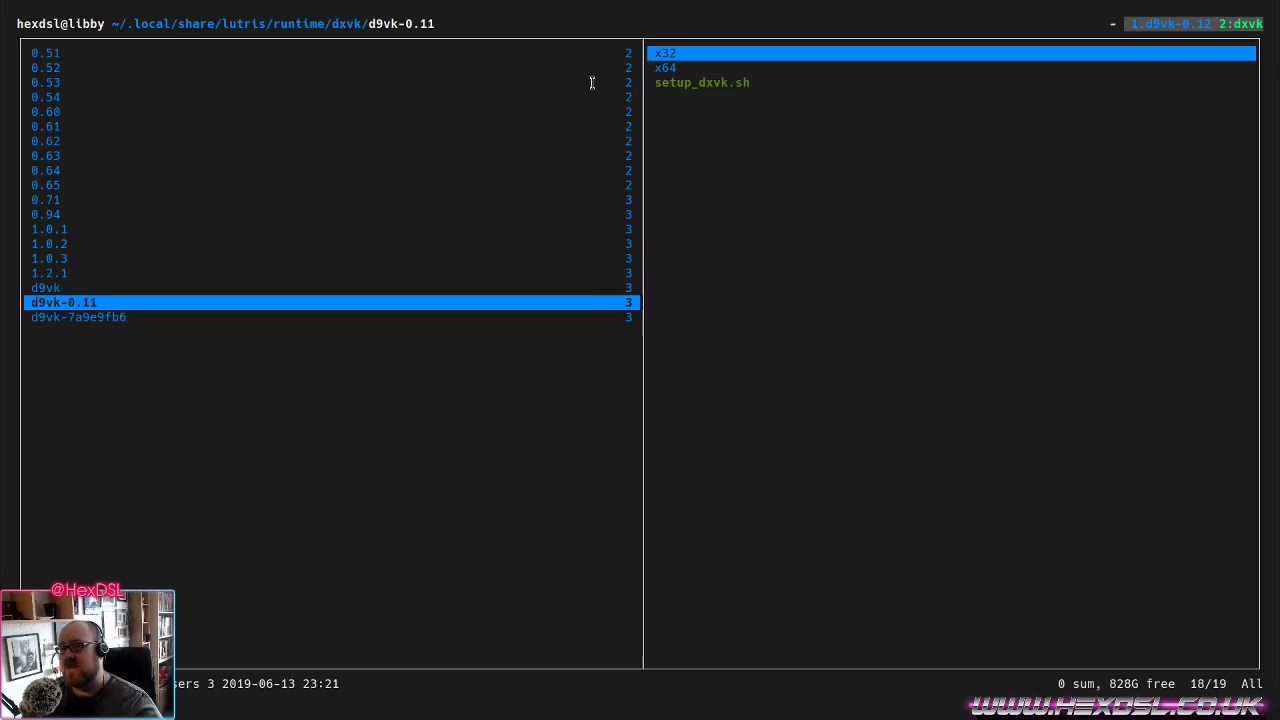 hexdsl@libby ~/.local/share/lutris/runtime/dxvk/d9vk-0.11 - 1:d9vk-0.12 2:dxvk
0.51 2
0.52 2
0.53 2
0.54 2
0.60 2
0.61 2
0.62 2
0.63 2
0.64 2
0.65 2
0.71 3
0.94 3
1.0.1 3
1.0.2 3
1.0.3 3
1.2.1 3
d9vk 3
d9vk-0.11 3
d9vk-7a9e9fb6 3
x32
x64
setup_dxvk.sh
@HexDSL
sers 3 2019-06-13 23:21 0 sum, 828G free 18/19 All
WWW.HEXDSL.CO.UK